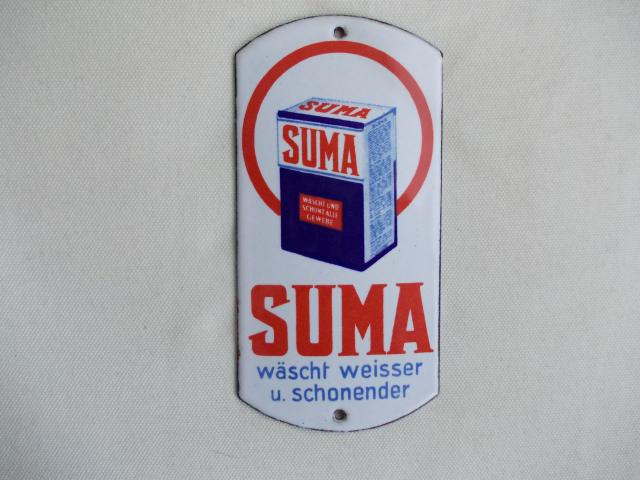 SUMA
SUMA
WÄSCHT UND
SCHONT ALLE
GEWEBE
SUMA
wäscht weisser
u. schonender